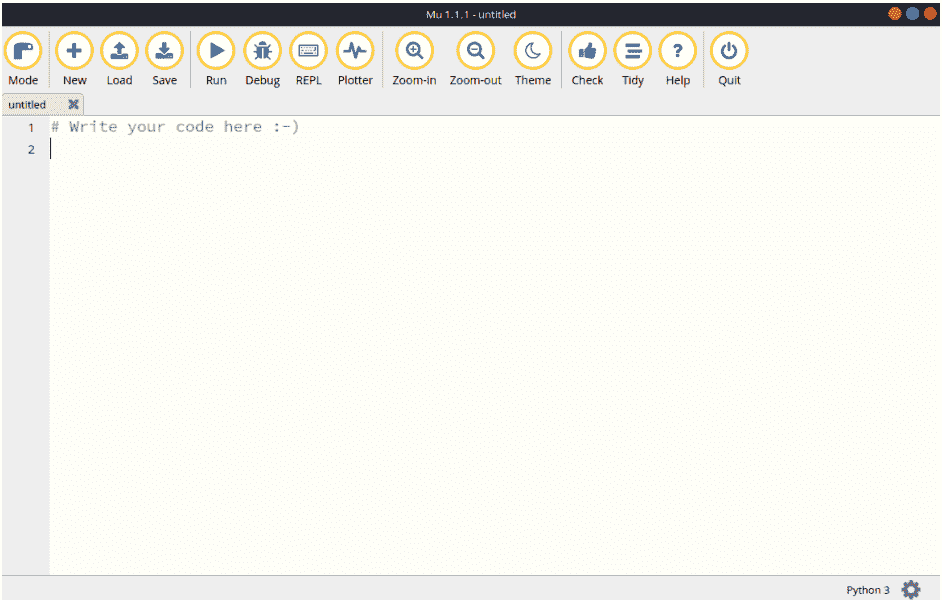 Mu 1.1.1 - untitled
Mode New Load Save Run Debug REPL Plotter Zoom-in Zoom-out Theme Check Tidy Help Quit
untitled
1 # Write your code here :-)
2
Python 3